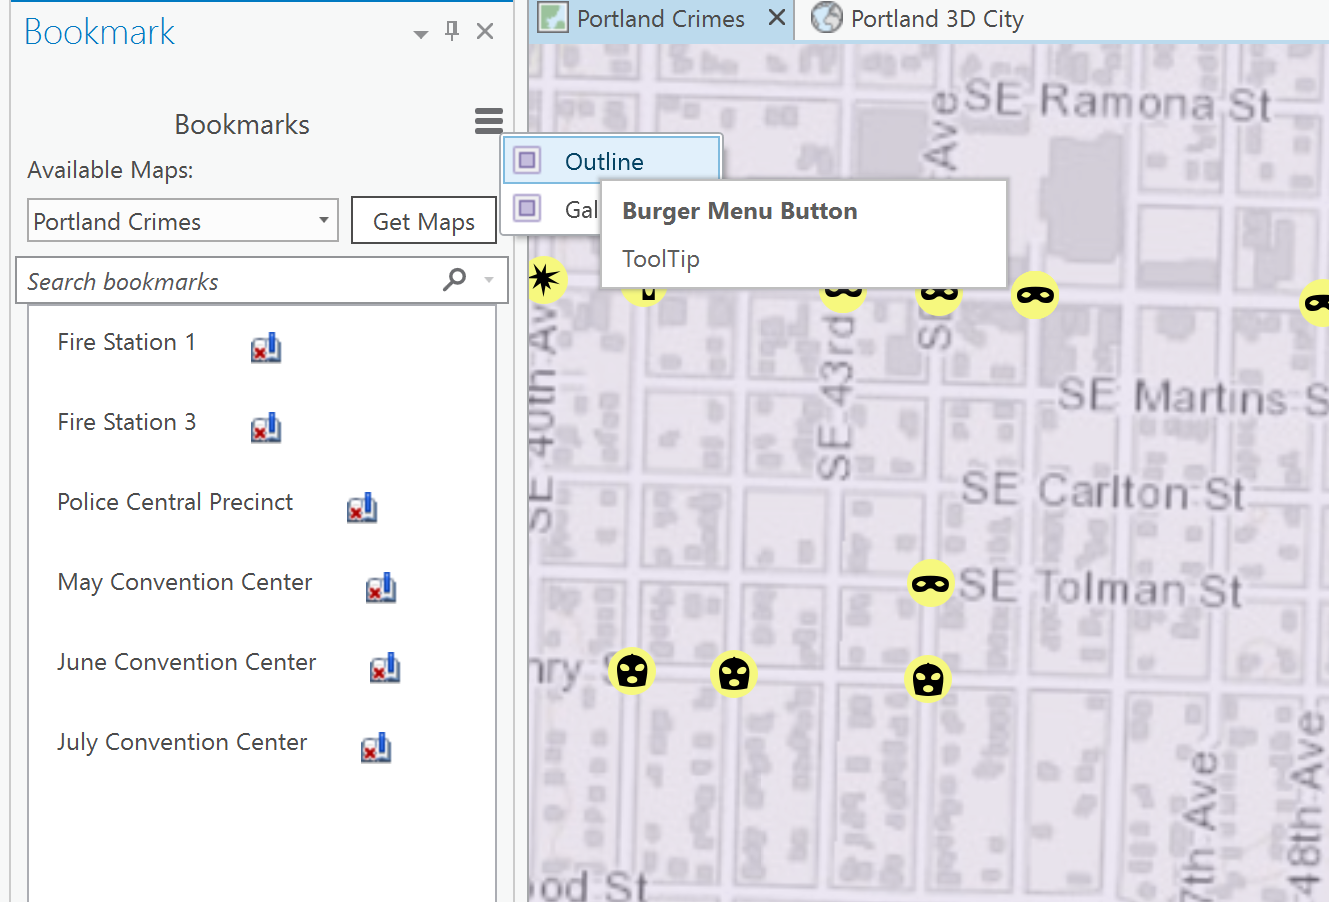 Bookmark
Bookmarks
Available Maps:
Portland Crimes
Get Maps
Search bookmarks
Fire Station 1
Fire Station 3
Police Central Precinct
May Convention Center
June Convention Center
July Convention Center
Outline
Gal
Burger Menu Button
ToolTip
Portland Crimes
Portland 3D City
SE Ramona St
Ave
SE 40th Av
SE 43rd
SE
SE Martins S
SE Carlton St
SE Tolman St
nry S
7th Ave
48th Ave
od St